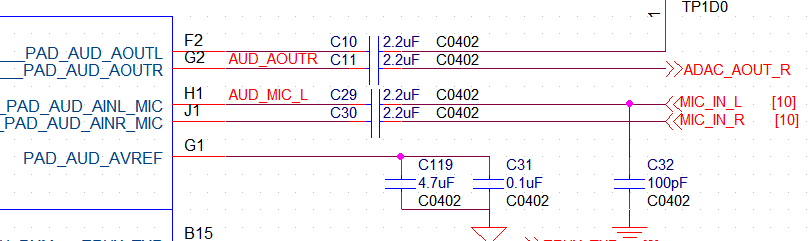 TP1D0
1
PAD_AUD_AOUTL F2 C10 2.2uF C0402
PAD_AUD_AOUTR G2 AUD_AOUTR C11 2.2uF C0402 ADAC_AOUT_R
PAD_AUD_AINL_MIC H1 AUD_MIC_L C29 2.2uF C0402 MIC_IN_L [10]
PAD_AUD_AINR_MIC J1 C30 2.2uF C0402 MIC_IN_R [10]
PAD_AUD_AVREF G1
C119 C31 C32
4.7uF 0.1uF 100pF
C0402 C0402 C0402
B15